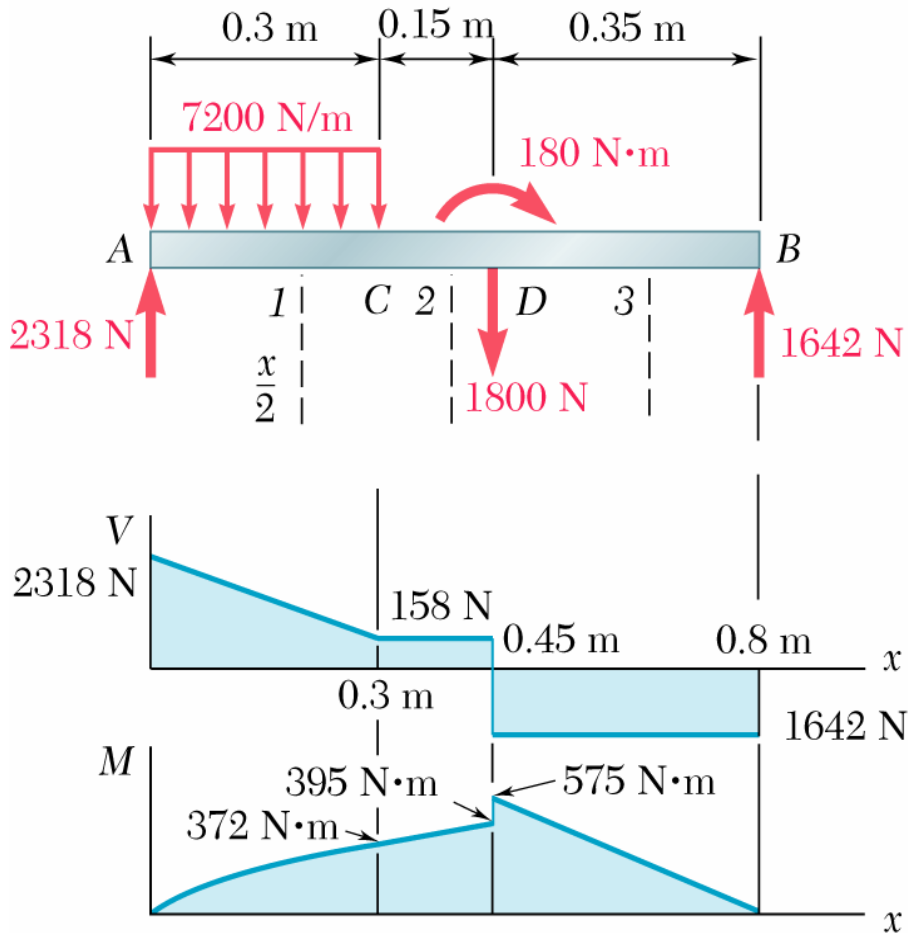 0.3 m 0.15 m 0.35 m
7200 N/m
180 N·m
A B
1 C 2 D 3
2318 N 1642 N
x
2
1800 N
V
2318 N
158 N
0.45 m 0.8 m
x
0.3 m
1642 N
M
395 N·m 575 N·m
372 N·m
x